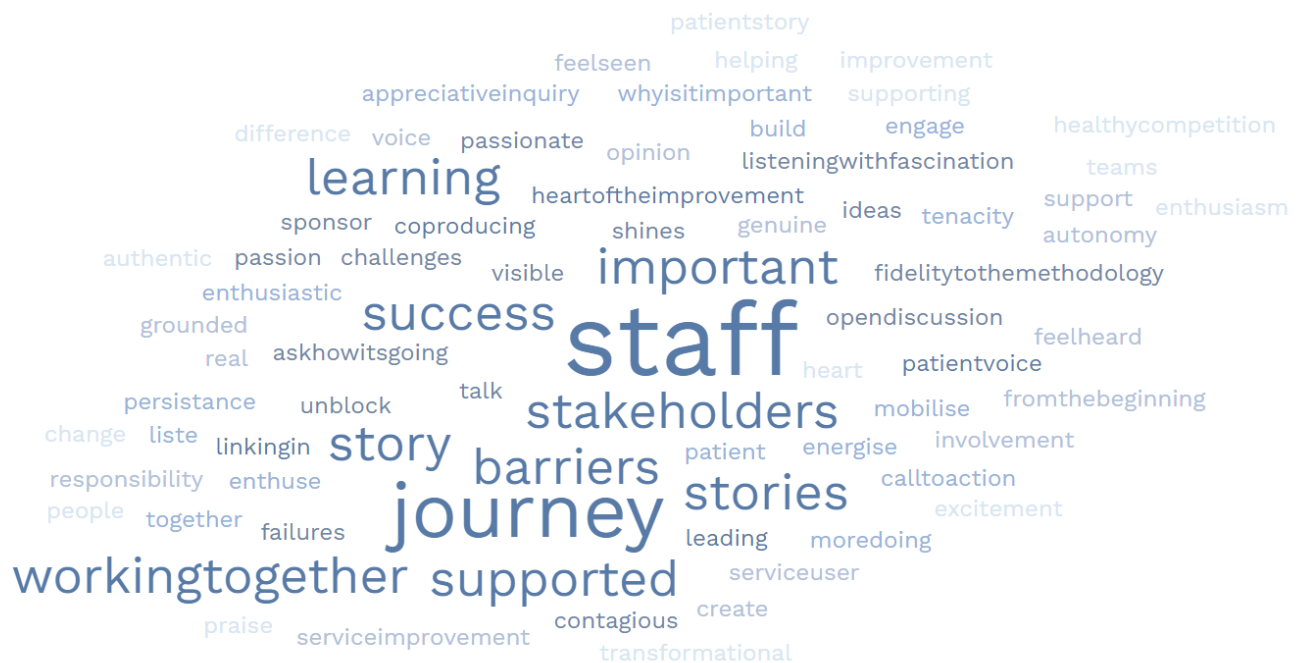 patientstory
feelseen helping improvement
appreciativeinquiry whyisitimportant supporting
difference voice passionate opinion build engage healthycompetition
learning listeningwithfascination teams
heartoftheimprovement ideas tenacity support enthusiasm
sponsor coproducing shines genuine autonomy
authentic passion challenges visible important fidelitytothemethodology
enthusiastic success staff opendiscussion
grounded feelheard
real askhowitsgoing heart patientvoice
persistance unblock talk stakeholders mobilise fromthebeginning
change liste linkingin story barriers patient energise involvement
responsibility enthuse journey stories calltoaction
people together failures leading moredoing excitement
workingtogether supported serviceuser
praise serviceimprovement contagious create
transformational